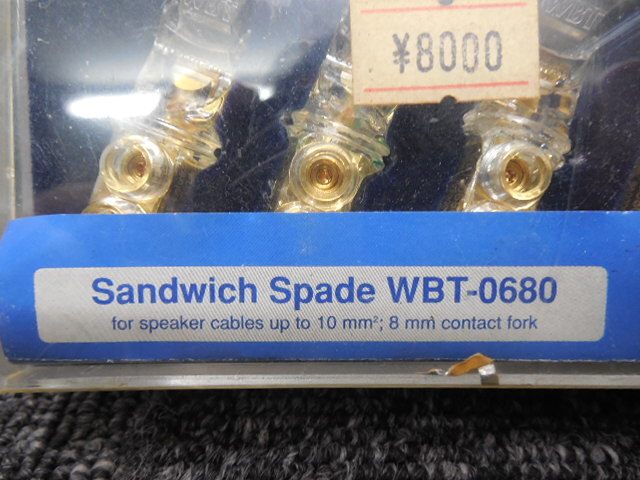 ¥8000
Sandwich Spade WBT-0680
for speaker cables up to 10 mm²; 8 mm contact fork